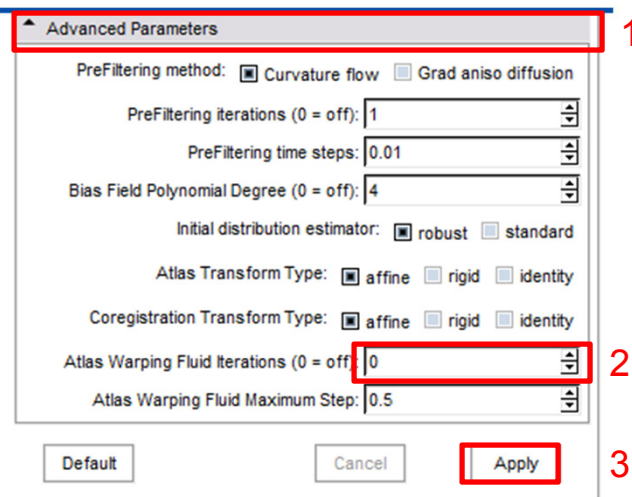 Advanced Parameters 1
PreFiltering method: Curvature flow Grad aniso diffusion
PreFiltering iterations (0 = off): 1
PreFiltering time steps: 0.01
Bias Field Polynomial Degree (0 = off): 4
Initial distribution estimator: robust standard
Atlas Transform Type: affine rigid identity
Coregistration Transform Type: affine rigid identity
Atlas Warping Fluid Iterations (0 = off): 0 2
Atlas Warping Fluid Maximum Step: 0.5
Default Cancel Apply 3